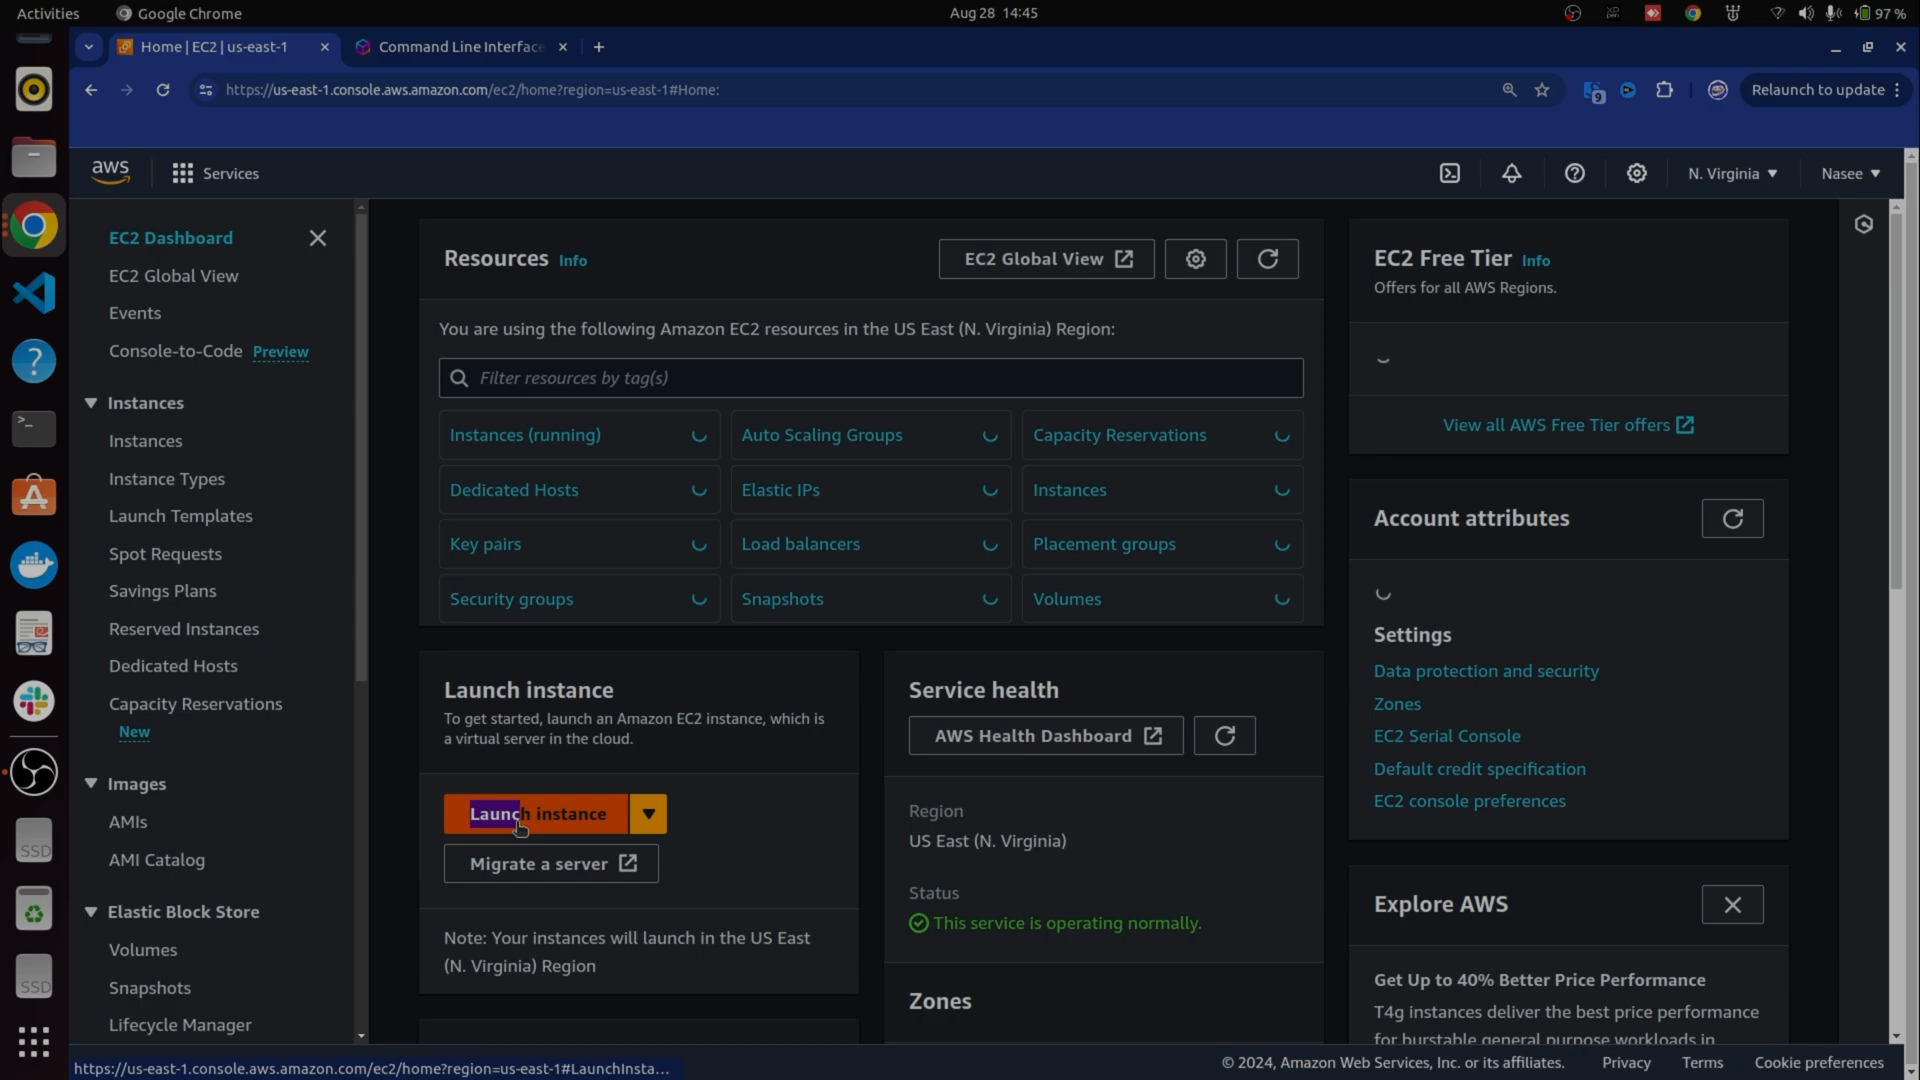 Activities
Google Chrome
Aug 28 14:45
97 %
Home | EC2 | us-east-1
Command Line Interface
https://us-east-1.console.aws.amazon.com/ec2/home?region=us-east-1#Home:
9
Relaunch to update
aws
Services
N. Virginia
Nasee
EC2 Dashboard
EC2 Global View
Events
Console-to-Code Preview
Instances
Instances
Instance Types
Launch Templates
Spot Requests
Savings Plans
Reserved Instances
Dedicated Hosts
Capacity Reservations
New
Images
AMIs
AMI Catalog
Elastic Block Store
Volumes
Snapshots
Lifecycle Manager
SSD
SSD
Resources Info
EC2 Global View
You are using the following Amazon EC2 resources in the US East (N. Virginia) Region:
Filter resources by tag(s)
Instances (running)
Auto Scaling Groups
Capacity Reservations
Dedicated Hosts
Elastic IPs
Instances
Key pairs
Load balancers
Placement groups
Security groups
Snapshots
Volumes
Launch instance
To get started, launch an Amazon EC2 instance, which is
a virtual server in the cloud.
Launch instance
Migrate a server
Note: Your instances will launch in the US East
(N. Virginia) Region
Service health
AWS Health Dashboard
Region
US East (N. Virginia)
Status
This service is operating normally.
Zones
EC2 Free Tier Info
Offers for all AWS Regions.
View all AWS Free Tier offers
Account attributes
Settings
Data protection and security
Zones
EC2 Serial Console
Default credit specification
EC2 console preferences
Explore AWS
Get Up to 40% Better Price Performance
T4g instances deliver the best price performance
for burstable general purpose workloads in
https://us-east-1.console.aws.amazon.com/ec2/home?region=us-east-1#LaunchInsta...
© 2024, Amazon Web Services, Inc. or its affiliates.
Privacy
Terms
Cookie preferences